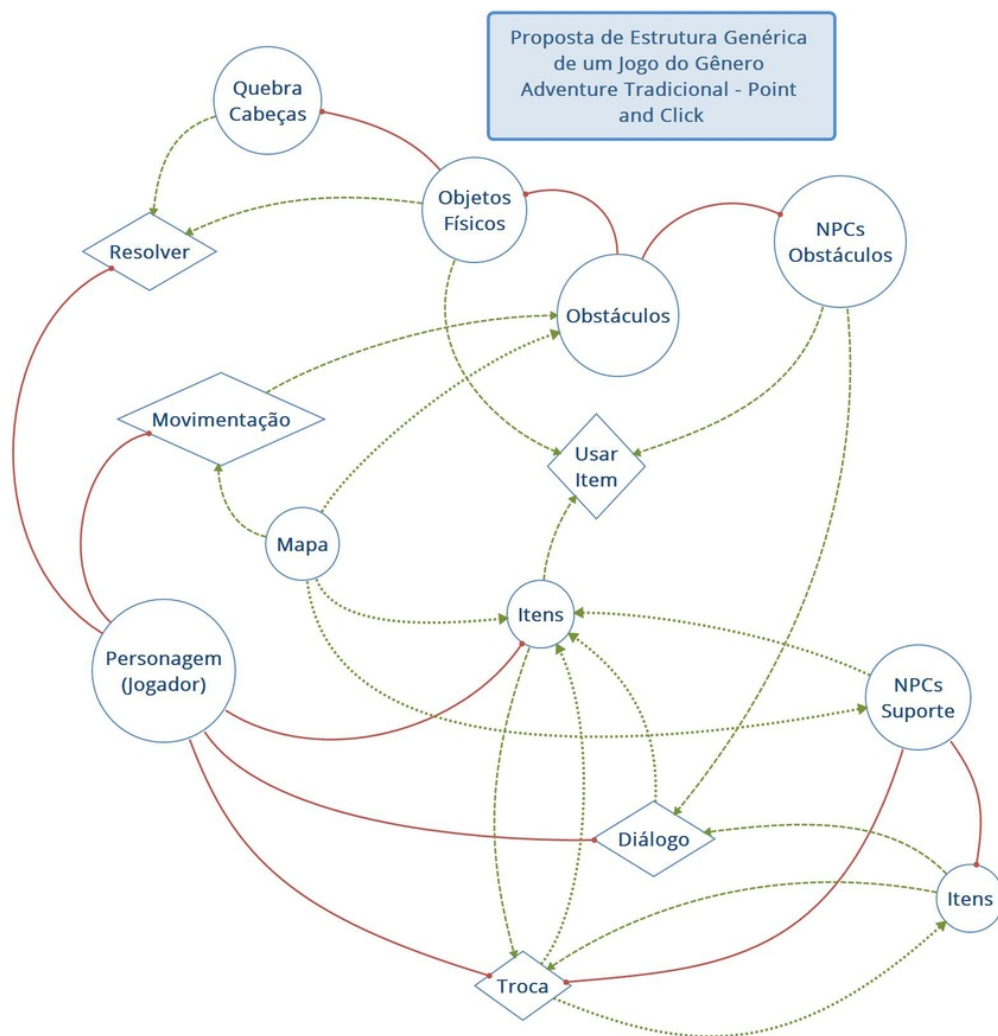 Proposta de Estrutura Genérica
de um Jogo do Gênero
Adventure Tradicional - Point
and Click
Quebra
Cabeças
Objetos
Físicos
NPCs
Obstáculos
Resolver
Obstáculos
Movimentação
Usar
Item
Mapa
Itens
Personagem
(Jogador)
NPCs
Suporte
Diálogo
Itens
Troca